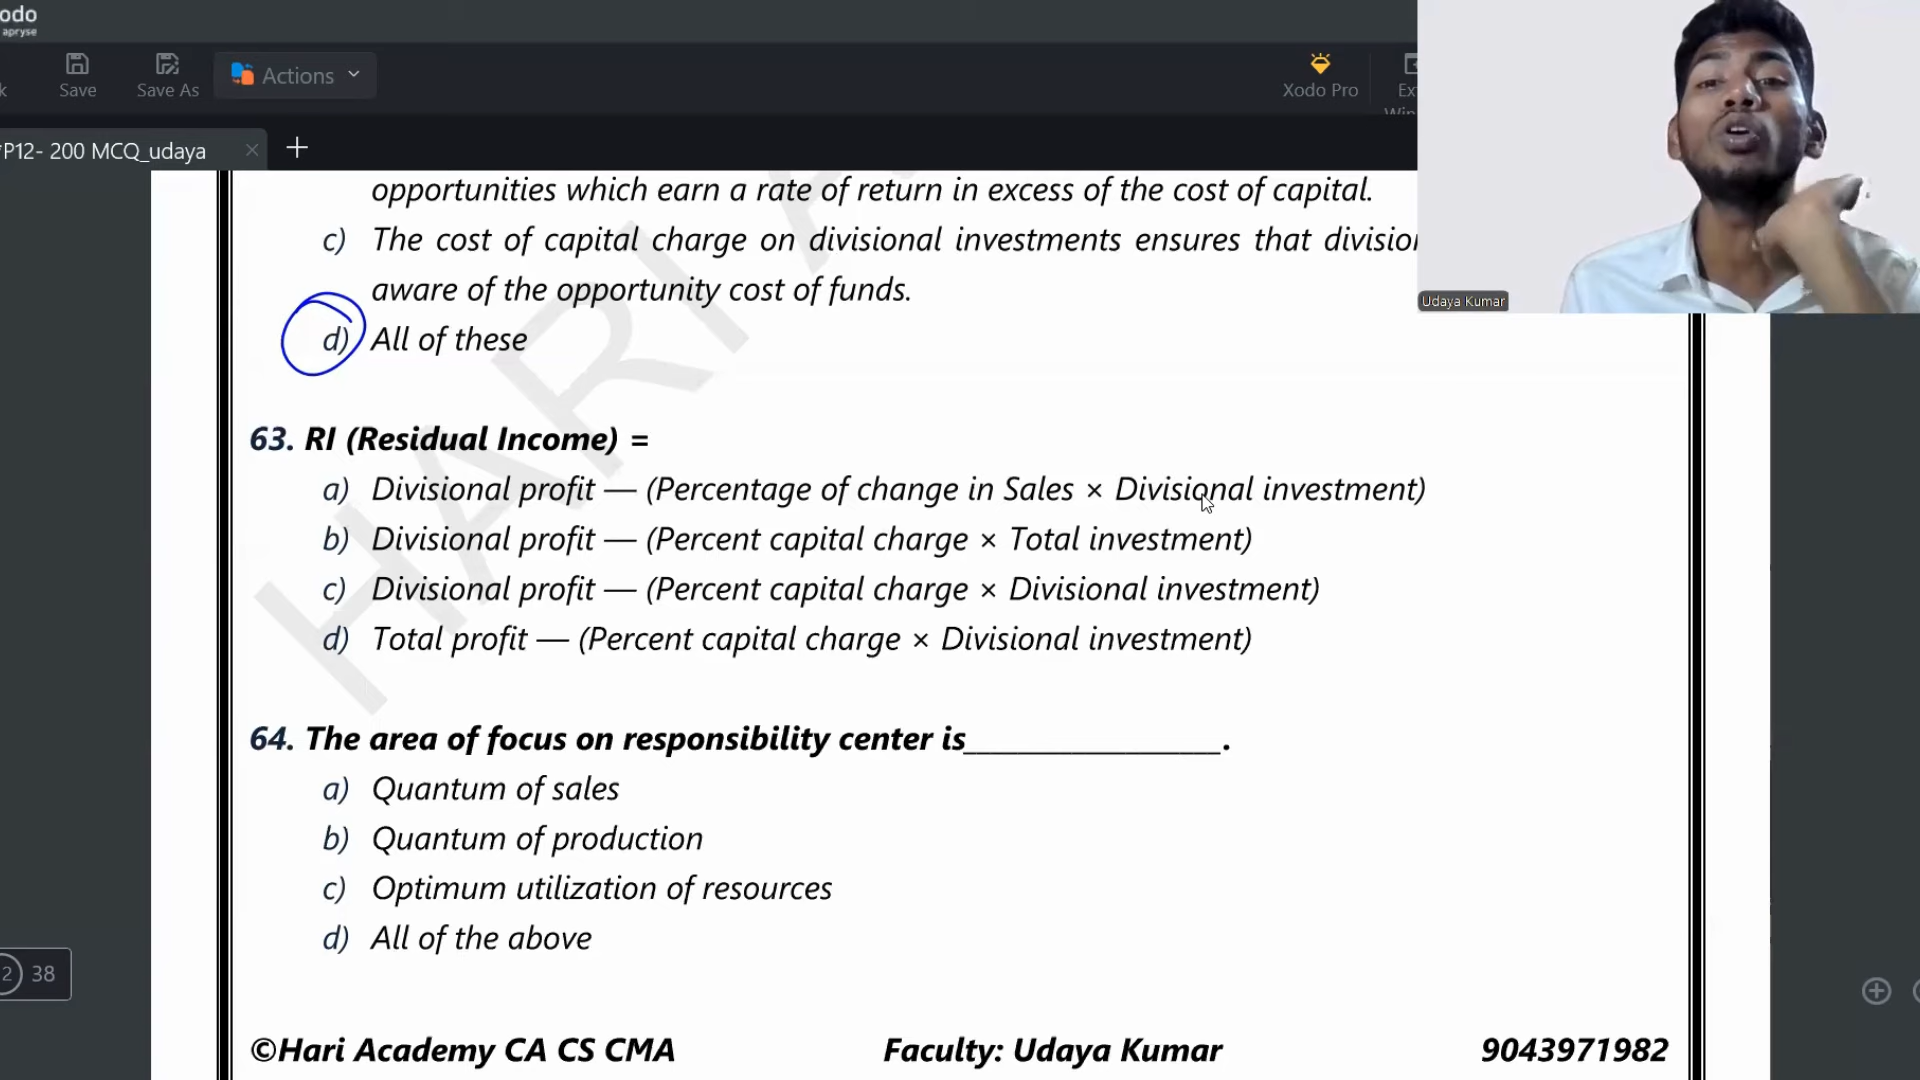 odo
apryse
k
Save
Save As
Actions
Xodo Pro
Ex
Win
*P12- 200 MCQ_udaya
opportunities which earn a rate of return in excess of the cost of capital.
c) The cost of capital charge on divisional investments ensures that division
aware of the opportunity cost of funds.
d) All of these
Udaya Kumar
63. RI (Residual Income) =
a) Divisional profit — (Percentage of change in Sales × Divisional investment)
b) Divisional profit — (Percent capital charge × Total investment)
c) Divisional profit — (Percent capital charge × Divisional investment)
d) Total profit — (Percent capital charge × Divisional investment)
64. The area of focus on responsibility center is________________.
a) Quantum of sales
b) Quantum of production
c) Optimum utilization of resources
d) All of the above
2 38
©Hari Academy CA CS CMA Faculty: Udaya Kumar 9043971982
HARI A